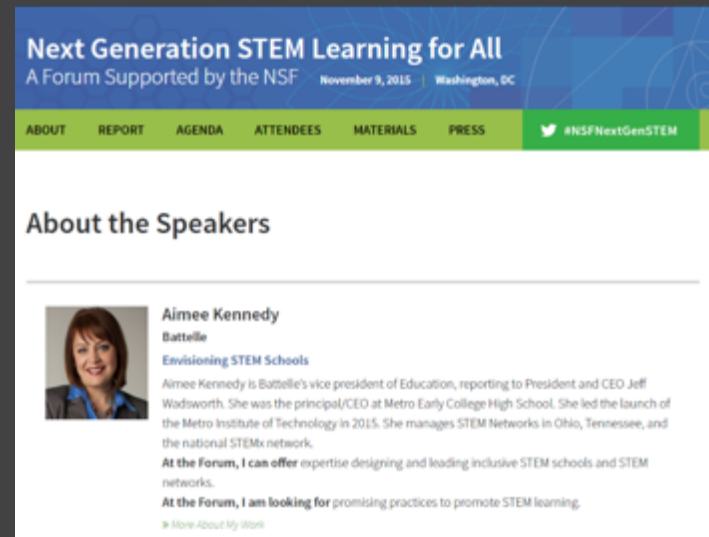 Next Generation STEM Learning for All
A Forum Supported by the NSF November 9, 2015 | Washington, DC
ABOUT REPORT AGENDA ATTENDEES MATERIALS PRESS #NSFNextGenSTEM
About the Speakers
Aimee Kennedy
Battelle
Envisioning STEM Schools
Aimee Kennedy is Battelle's vice president of Education, reporting to President and CEO Jeff
Wadsworth. She was the principal/CEO at Metro Early College High School. She led the launch of
the Metro Institute of Technology in 2015. She manages STEM Networks in Ohio, Tennessee, and
the national STEMx network.
At the Forum, I can offer expertise designing and leading inclusive STEM schools and STEM
networks.
At the Forum, I am looking for promising practices to promote STEM learning.
» More About My Work